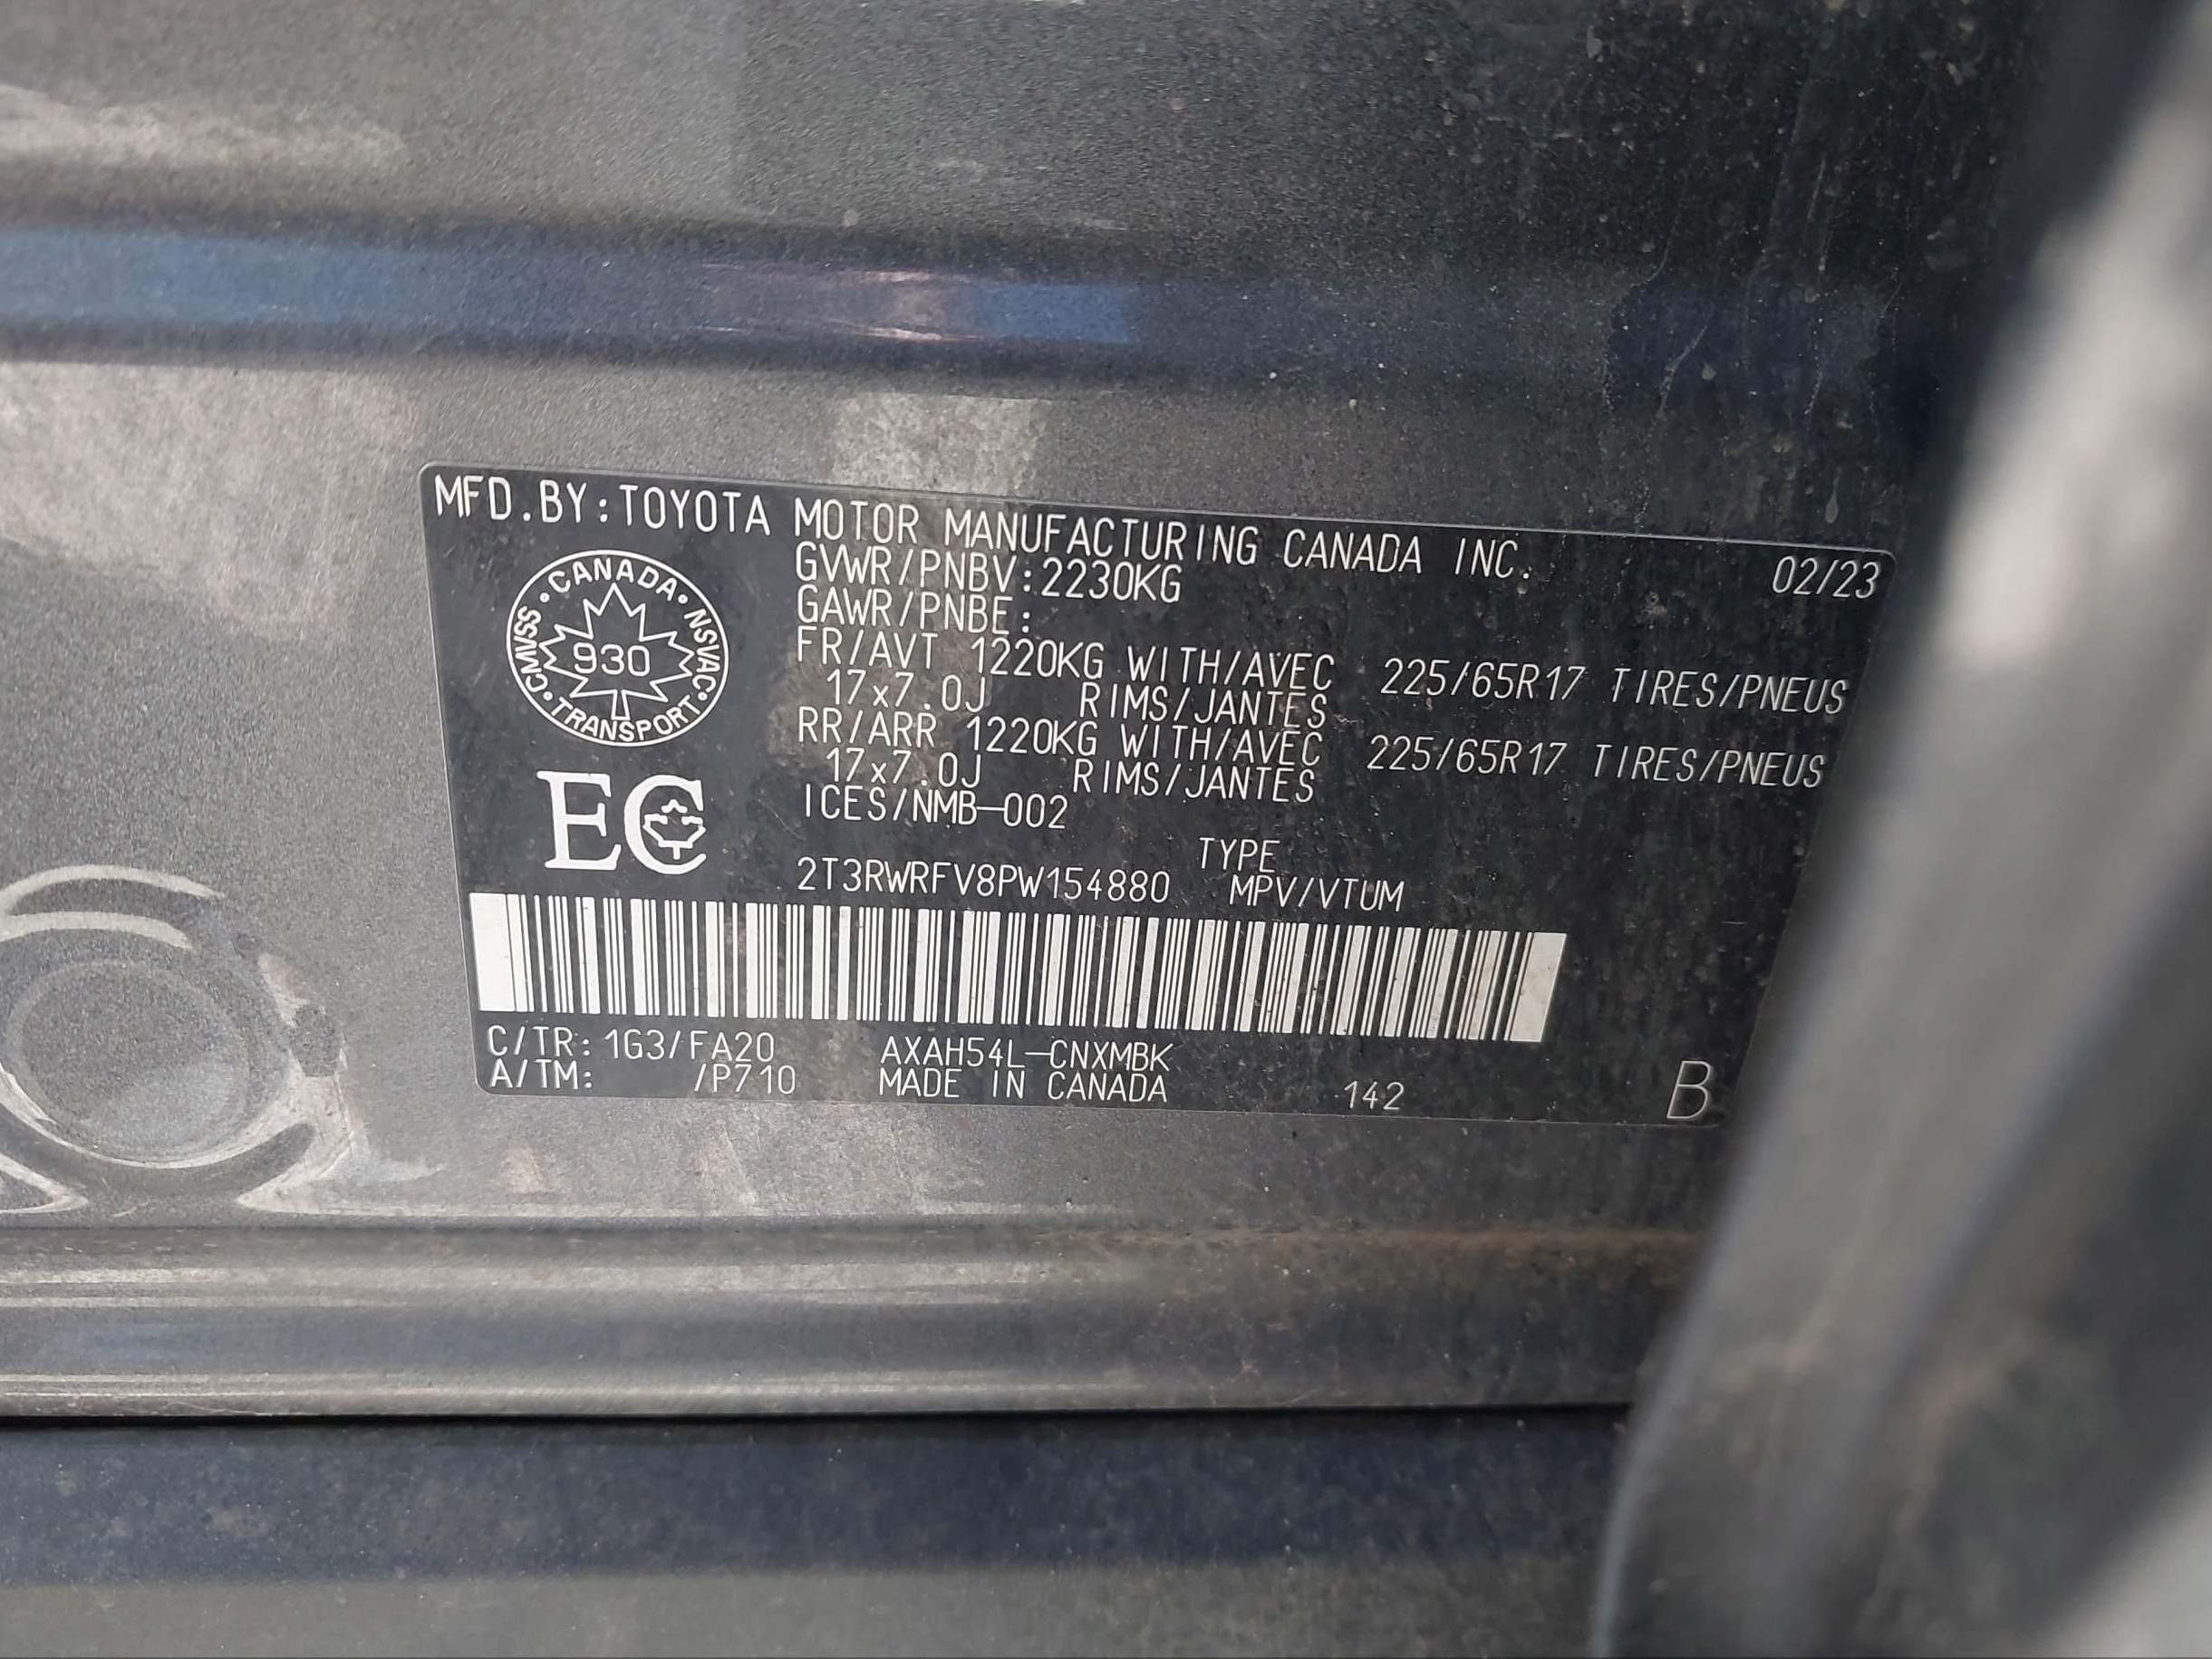 MFD.BY:TOYOTA MOTOR MANUFACTURING CANADA INC.
02/23
GVWR/PNBV:2230KG
GAWR/PNBE:
FR/AVT 1220KG WITH/AVEC 225/65R17 TIRES/PNEUS
17x7.0J RIMS/JANTES
RR/ARR 1220KG WITH/AVEC 225/65R17 TIRES/PNEUS
17x7.0J RIMS/JANTES
ICES/NMB-002
CANADA
930
TRANSPORT
CMVSS
NSVAC
EC
TYPE
2T3RWRFV8PW154880 MPV/VTUM
C/TR: 1G3/FA20 AXAH54L-CNXMBK
A/TM: /P710 MADE IN CANADA 142 B